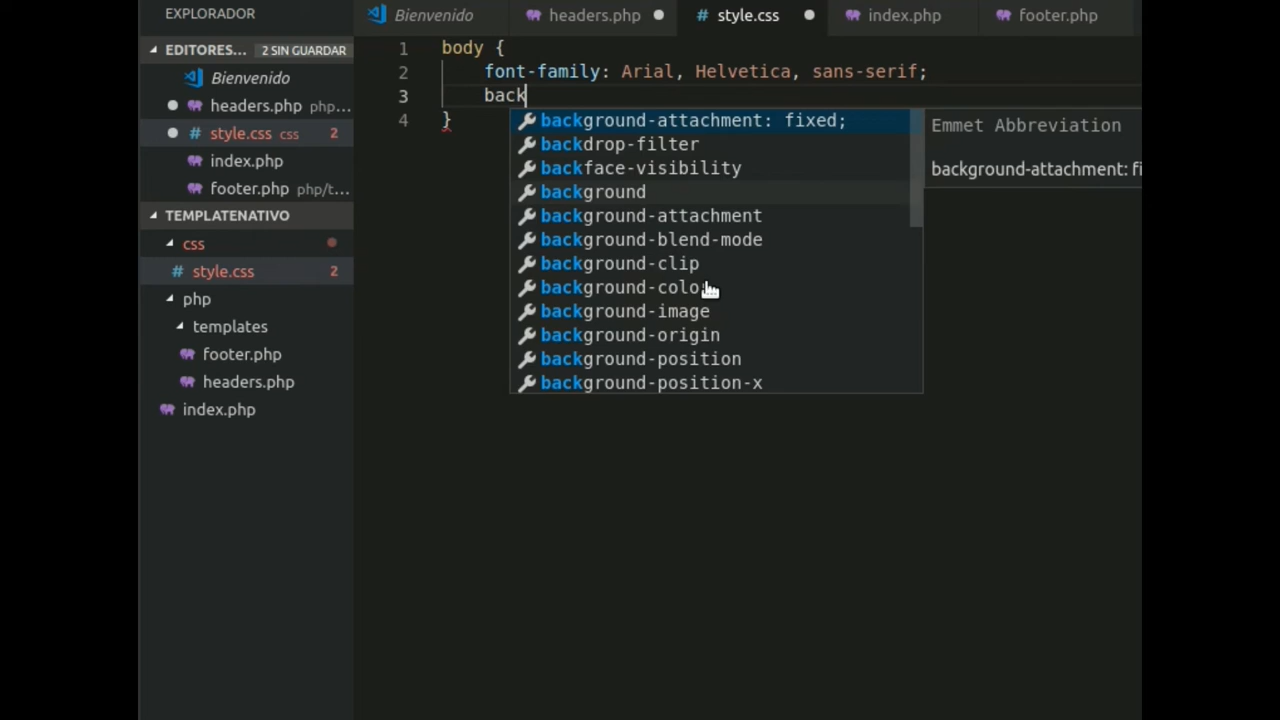 EXPLORADOR
EDITORES... 2 SIN GUARDAR
Bienvenido
headers.php php...
style.css css 2
index.php
footer.php php/t...
TEMPLATENATIVO
css
style.css 2
php
templates
footer.php
headers.php
index.php
Bienvenido headers.php style.css index.php footer.php
1 body {
2 font-family: Arial, Helvetica, sans-serif;
3 back
4 }
background-attachment: fixed;
backdrop-filter
backface-visibility
background
background-attachment
background-blend-mode
background-clip
background-colo
background-image
background-origin
background-position
background-position-x
Emmet Abbreviation
background-attachment: fi